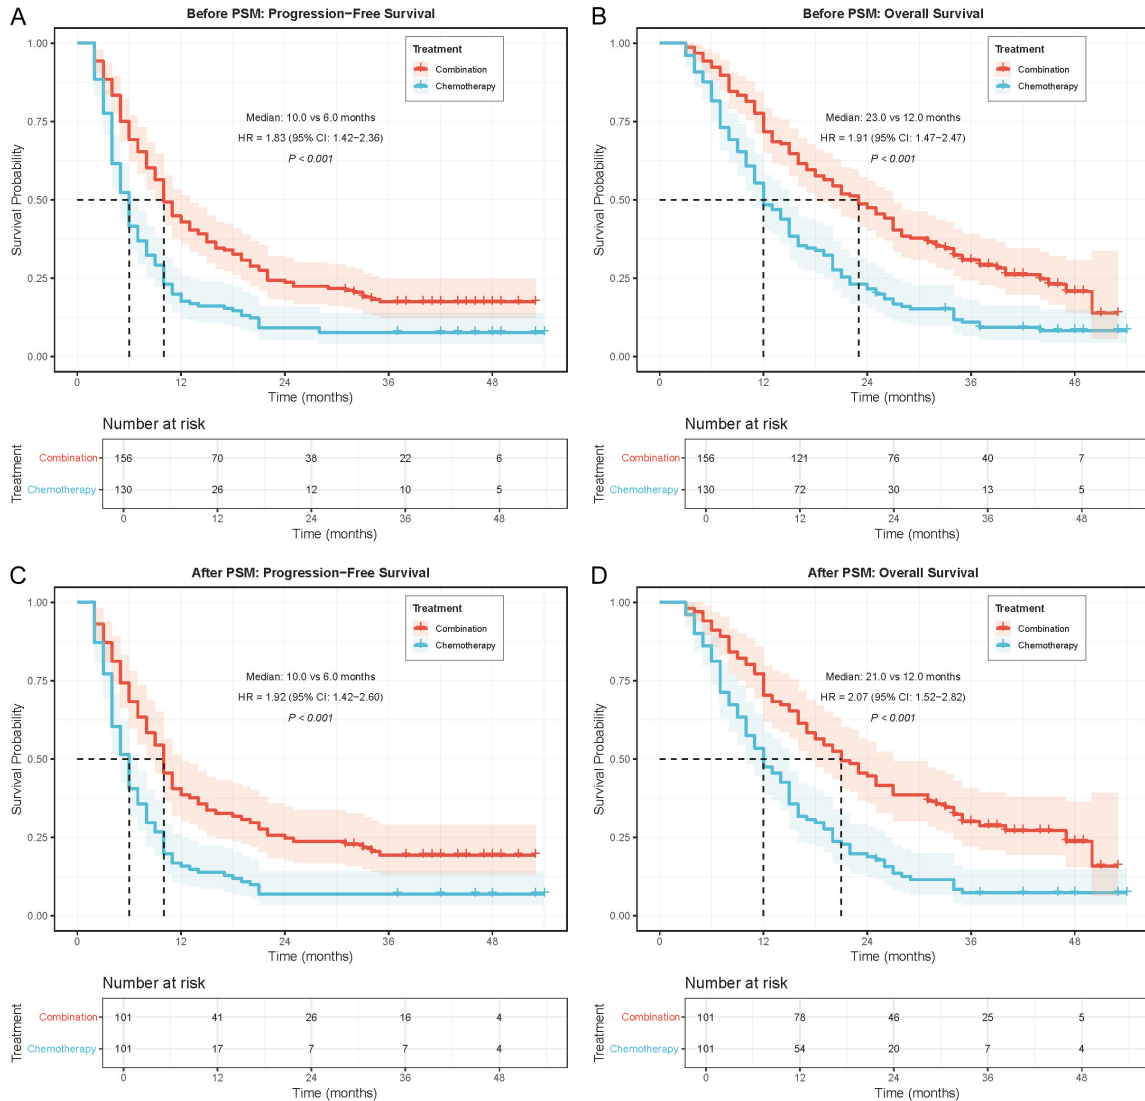 A
Before PSM: Progression−Free Survival
Treatment
Combination
Chemotherapy
Median: 10.0 vs 6.0 months
HR = 1.83 (95% CI: 1.42−2.36)
P < 0.001
1.00
0.75
0.50
0.25
0.00
Survival Probability
0 12 24 36 48
Time (months)
Number at risk
Treatment
Combination 156 70 38 22 6
Chemotherapy 130 26 12 10 5
0 12 24 36 48
Time (months)
B
Before PSM: Overall Survival
Treatment
Combination
Chemotherapy
Median: 23.0 vs 12.0 months
HR = 1.91 (95% CI: 1.47−2.47)
P < 0.001
1.00
0.75
0.50
0.25
0.00
Survival Probability
0 12 24 36 48
Time (months)
Number at risk
Treatment
Combination 156 121 76 40 7
Chemotherapy 130 72 30 13 5
0 12 24 36 48
Time (months)
C
After PSM: Progression−Free Survival
Treatment
Combination
Chemotherapy
Median: 10.0 vs 6.0 months
HR = 1.92 (95% CI: 1.42−2.60)
P < 0.001
1.00
0.75
0.50
0.25
0.00
Survival Probability
0 12 24 36 48
Time (months)
Number at risk
Treatment
Combination 101 41 26 16 4
Chemotherapy 101 17 7 7 4
0 12 24 36 48
Time (months)
D
After PSM: Overall Survival
Treatment
Combination
Chemotherapy
Median: 21.0 vs 12.0 months
HR = 2.07 (95% CI: 1.52−2.82)
P < 0.001
1.00
0.75
0.50
0.25
0.00
Survival Probability
0 12 24 36 48
Time (months)
Number at risk
Treatment
Combination 101 78 46 25 5
Chemotherapy 101 54 20 7 4
0 12 24 36 48
Time (months)